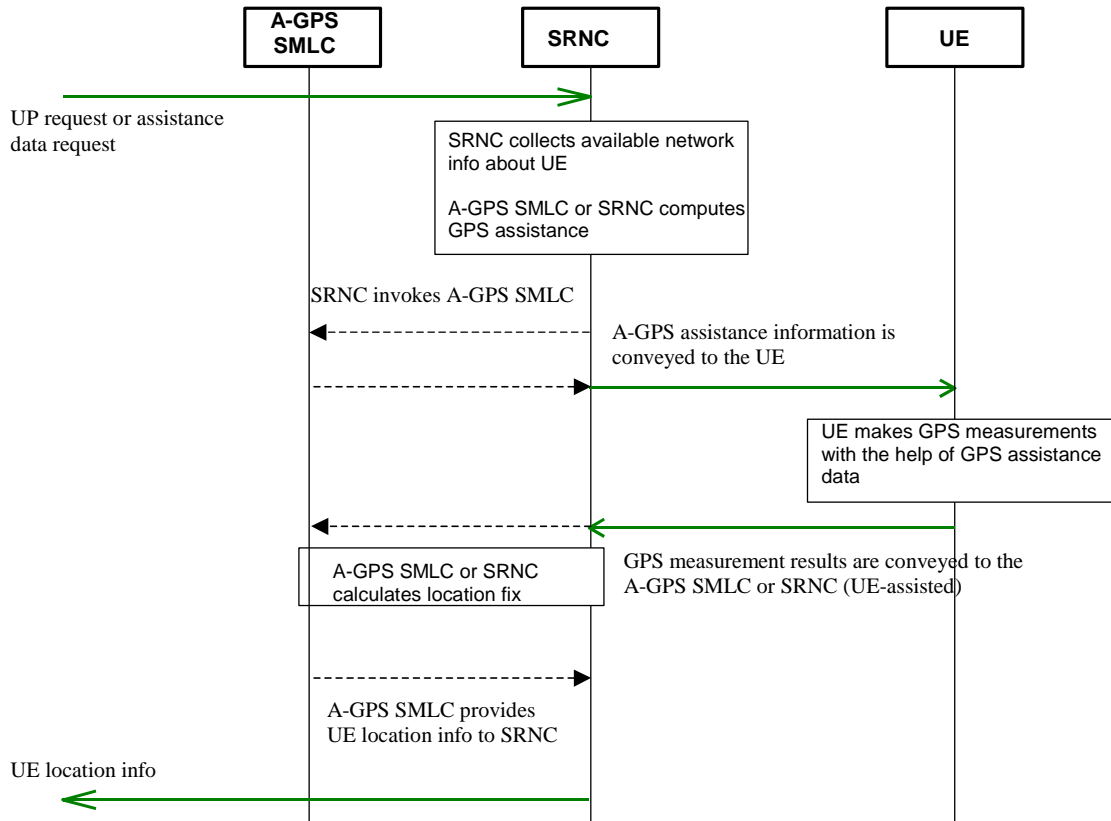 A-GPS
SMLC
SRNC
UE
UP request or assistance
data request
SRNC collects available network
info about UE
A-GPS SMLC or SRNC computes
GPS assistance
SRNC invokes A-GPS SMLC
A-GPS assistance information is
conveyed to the UE
UE makes GPS measurements
with the help of GPS assistance
data
GPS measurement results are conveyed to the
A-GPS SMLC or SRNC (UE-assisted)
A-GPS SMLC or SRNC
calculates location fix
A-GPS SMLC provides
UE location info to SRNC
UE location info